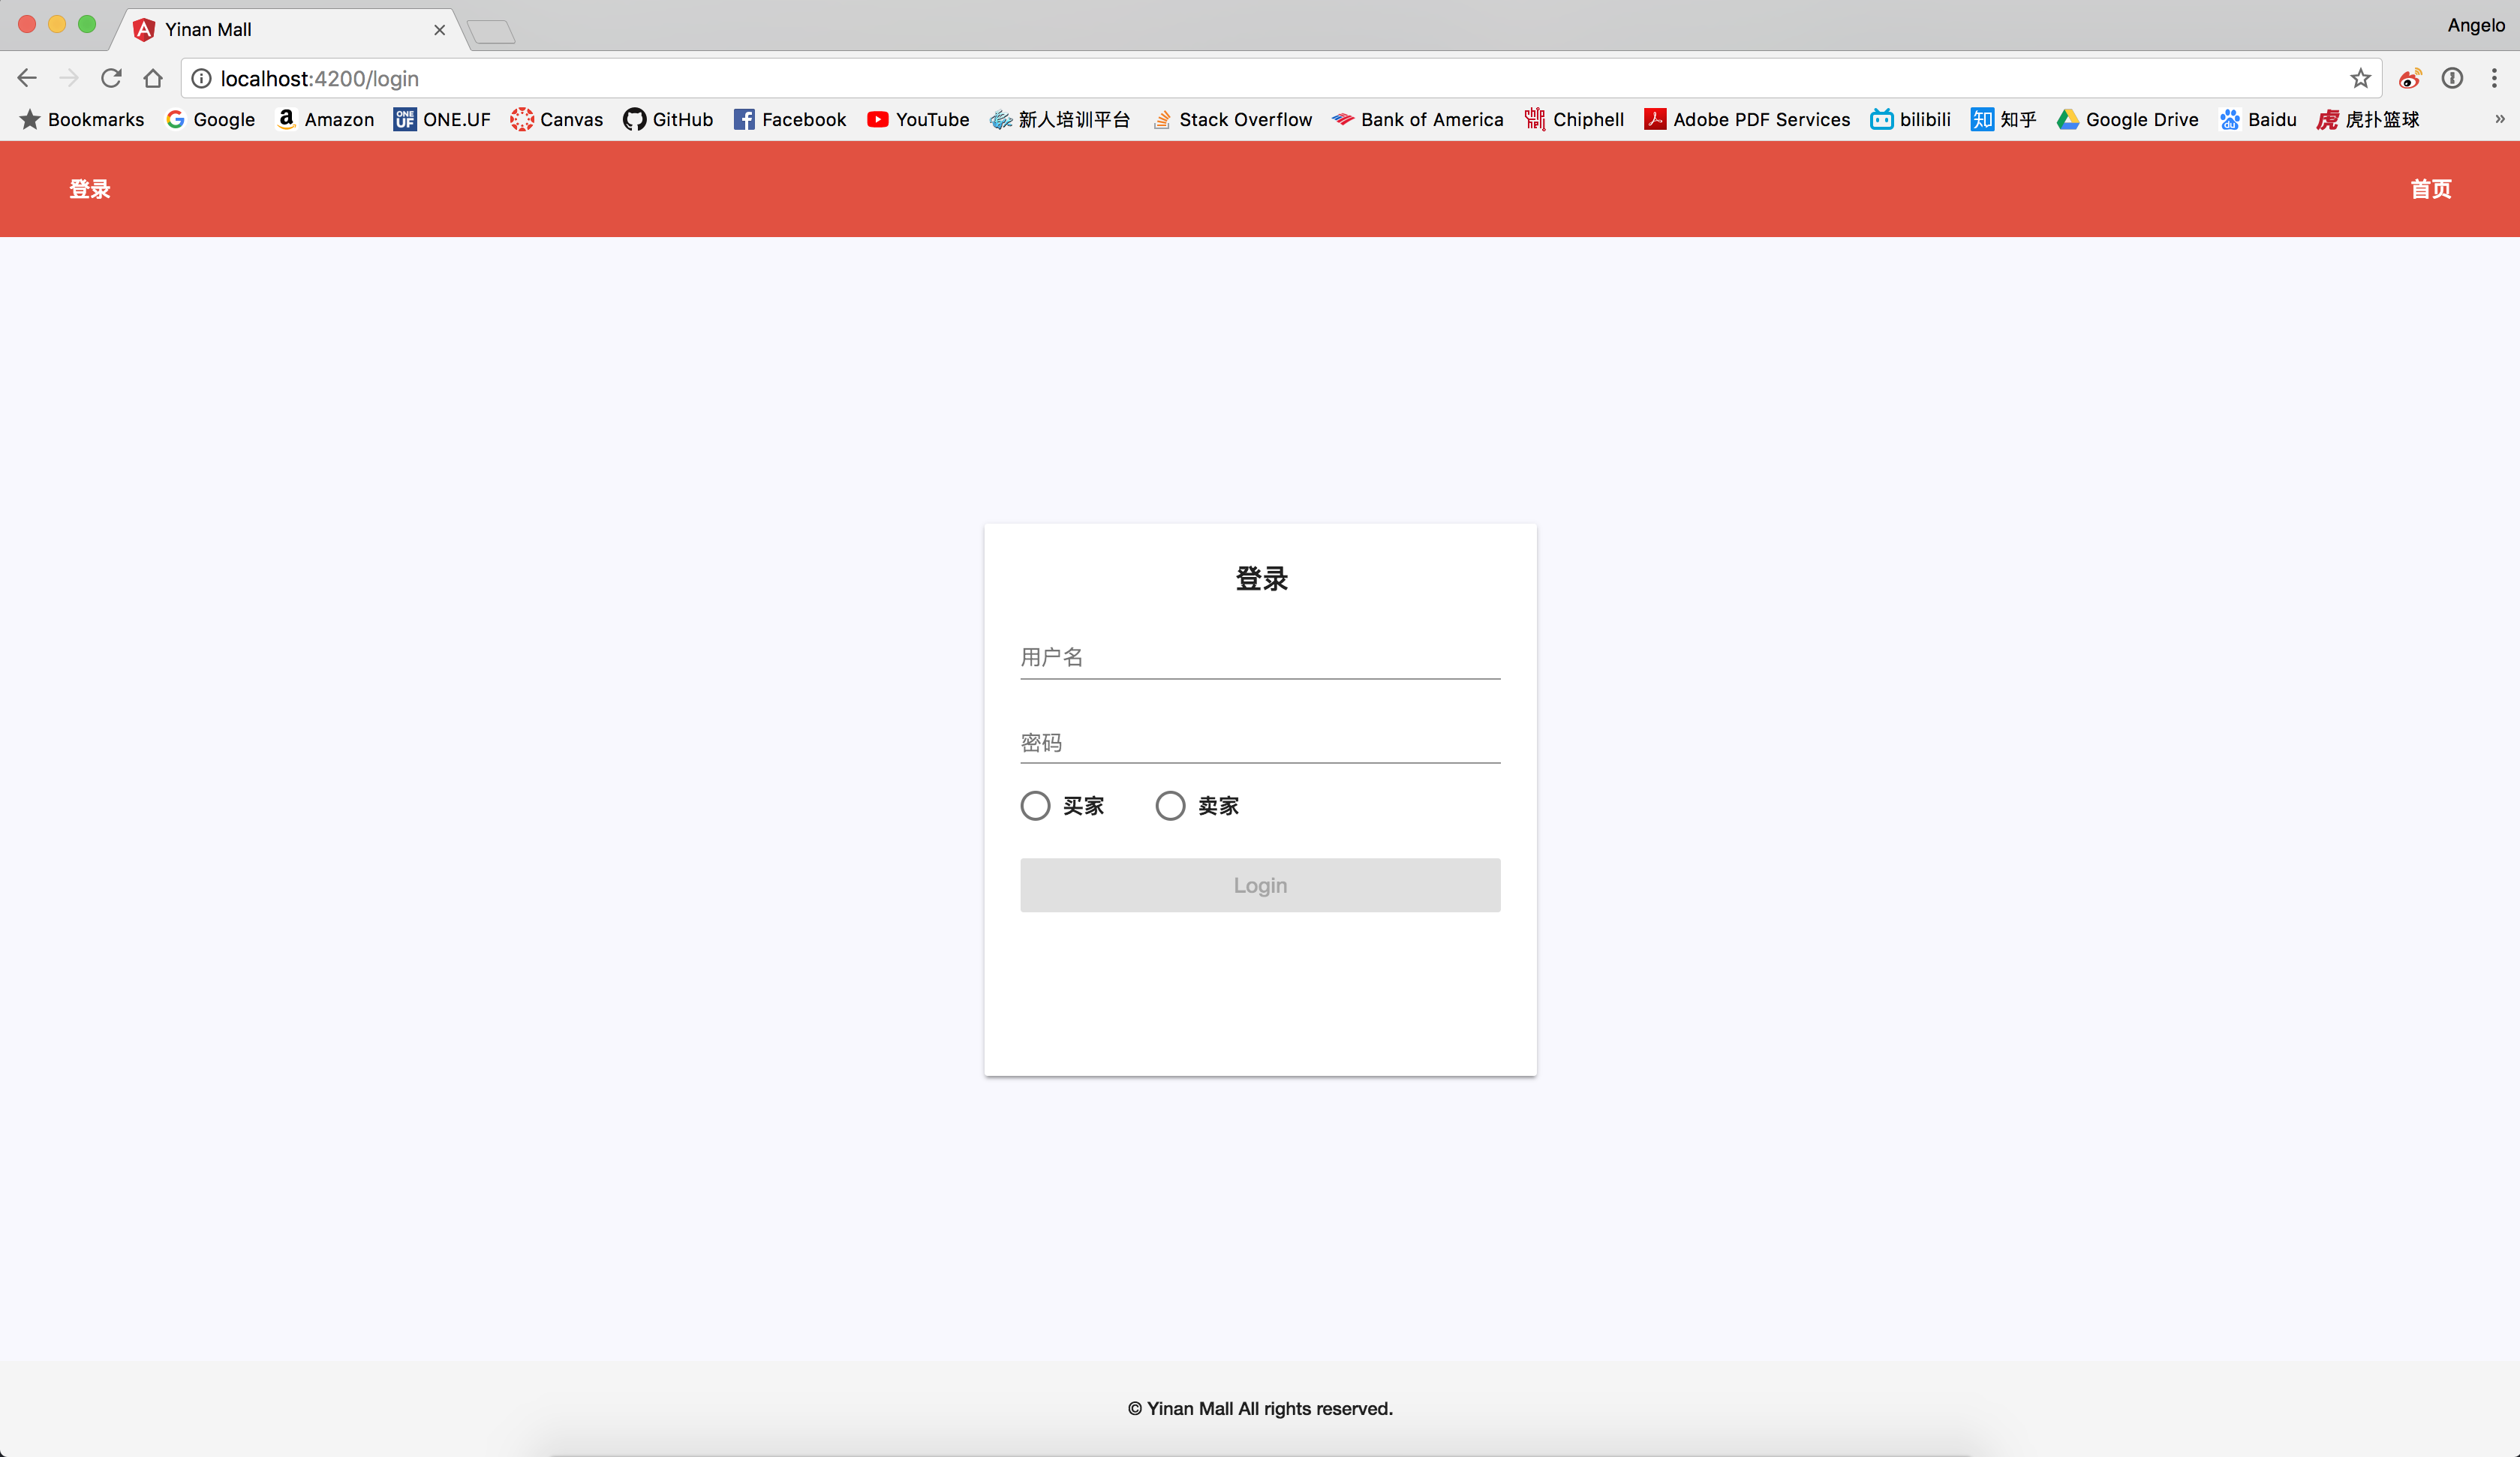 Yinan Mall
Angelo
localhost:4200/login
Bookmarks Google Amazon ONE.UF Canvas GitHub Facebook YouTube 新人培训平台 Stack Overflow Bank of America Chiphell Adobe PDF Services bilibili 知乎 Google Drive Baidu 虎扑篮球 »
登录 首页
登录
用户名
密码
买家 卖家
Login
© Yinan Mall All rights reserved.